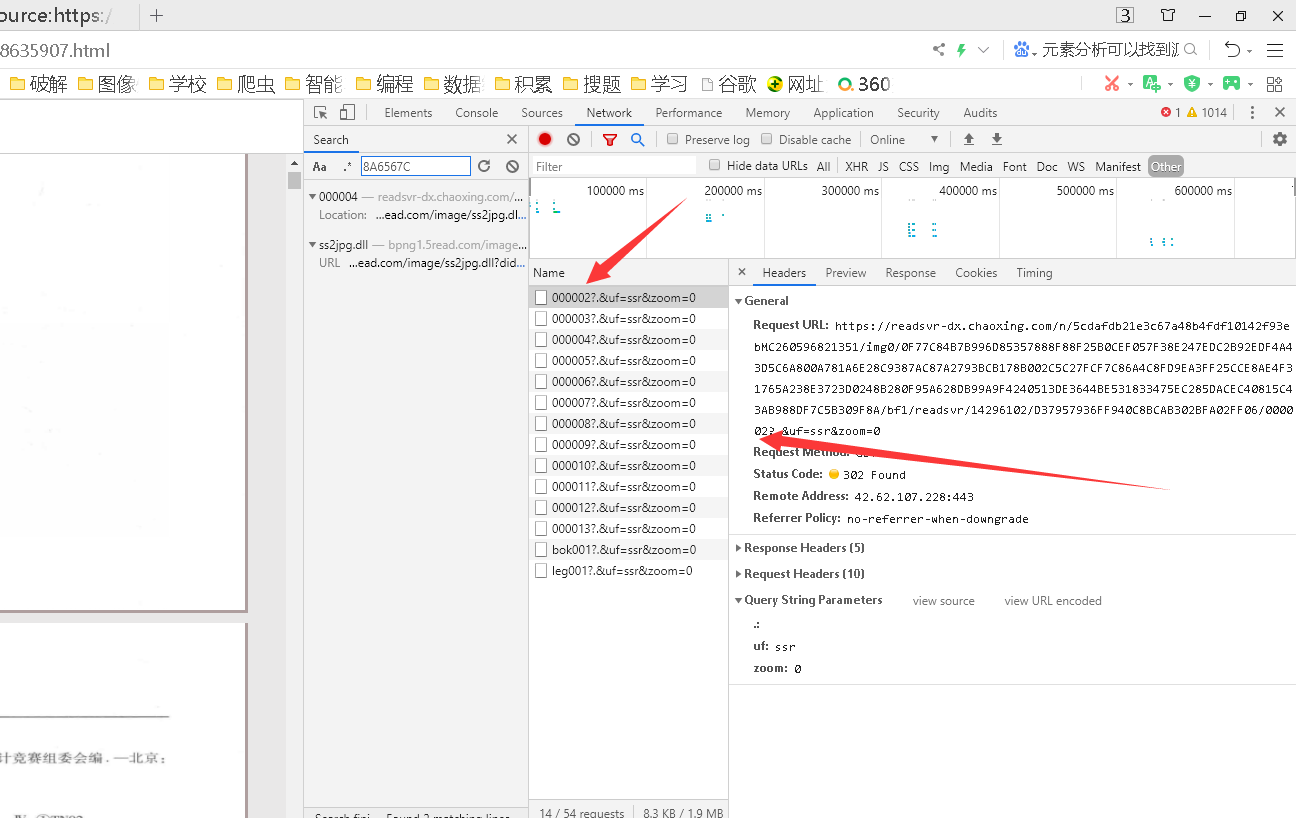 ource:https:/
3
8635907.html
元素分析可以找到
破解 图像 学校 爬虫 智能 编程 数据 积累 搜题 学习 谷歌 网址 360
Elements Console Sources Network Performance Memory Application Security Audits 1 1014
Search Preserve log Disable cache Online
Aa .* 8A6567C Filter Hide data URLs All XHR JS CSS Img Media Font Doc WS Manifest Other
100000 ms 200000 ms 300000 ms 400000 ms 500000 ms 600000 ms
000004 — readsvr-dx.chaoxing.com/...
Location: ...ead.com/image/ss2jpg.dl...
ss2jpg.dll — bpng1.5read.com/image...
URL ...ead.com/image/ss2jpg.dll?did...
Name
000002?.&uf=ssr&zoom=0
000003?.&uf=ssr&zoom=0
000004?.&uf=ssr&zoom=0
000005?.&uf=ssr&zoom=0
000006?.&uf=ssr&zoom=0
000007?.&uf=ssr&zoom=0
000008?.&uf=ssr&zoom=0
000009?.&uf=ssr&zoom=0
000010?.&uf=ssr&zoom=0
000011?.&uf=ssr&zoom=0
000012?.&uf=ssr&zoom=0
000013?.&uf=ssr&zoom=0
bok001?.&uf=ssr&zoom=0
leg001?.&uf=ssr&zoom=0
14 / 54 requests 8.3 KB / 1.9 MB
Headers Preview Response Cookies Timing
General
Request URL: https://readsvr-dx.chaoxing.com/n/5cdafdb21e3c67a48b4fdf10142f93e
bMC260596821351/img0/0F77C84B7B996D85357888F88F25B0CEF057F38E247EDC2B92EDF4A4
3D5C6A800A781A6E28C9387AC87A2793BCB178B002C5C27FCF7C86A4C8FD9EA3FF25CCE8AE4F3
1765A238E3723D0248B280F95A628DB99A9F4240513DE3644BE531833475EC285DACEC40815C4
3AB988DF7C5B309F8A/bf1/readsvr/14296102/D37957936FF940C8BCAB302BFA02FF06/0000
02?.&uf=ssr&zoom=0
Request Method:
Status Code: 302 Found
Remote Address: 42.62.107.228:443
Referrer Policy: no-referrer-when-downgrade
Response Headers (5)
Request Headers (10)
Query String Parameters view source view URL encoded
.:
uf: ssr
zoom: 0
计竞赛组委会编.—北京: